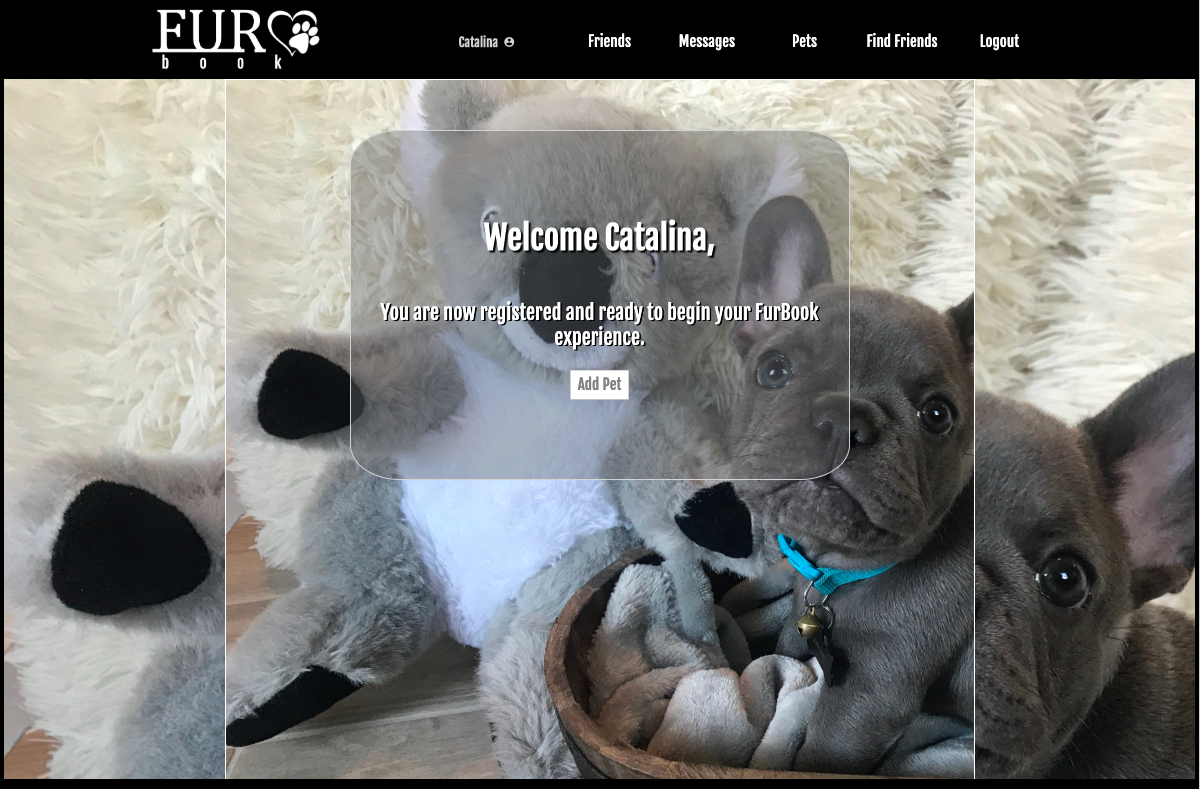 FUR
book
Catalina
Friends
Messages
Pets
Find Friends
Logout
Welcome Catalina,
You are now registered and ready to begin your FurBook
experience.
Add Pet